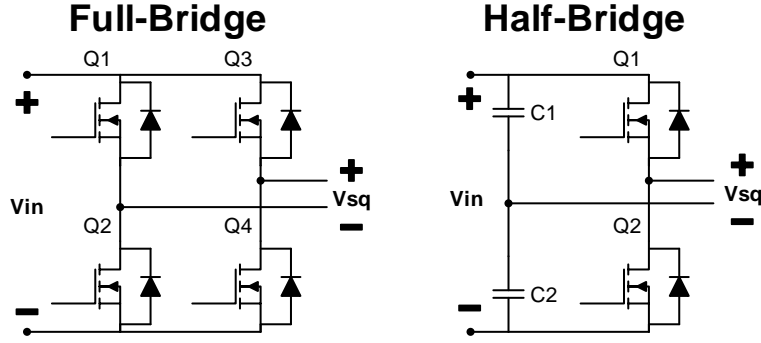 Full-Bridge
Q1
Q3
+
+
Vin
Vsq
−
Q2
Q4
−
Half-Bridge
Q1
+
C1
+
Vin
Vsq
−
Q2
−
C2